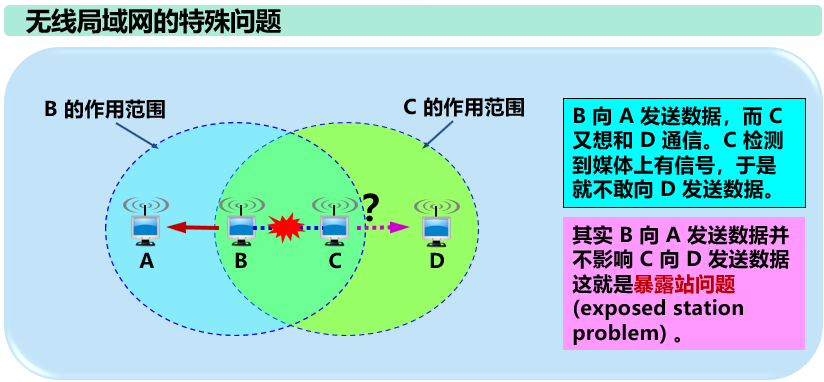 无线局域网的特殊问题
B 的作用范围
C 的作用范围
?
A
B
C
D
B 向 A 发送数据，而 C
又想和 D 通信。C 检测
到媒体上有信号，于是
就不敢向 D 发送数据。
其实 B 向 A 发送数据并
不影响 C 向 D 发送数据
这就是暴露站问题
(exposed station
problem) 。